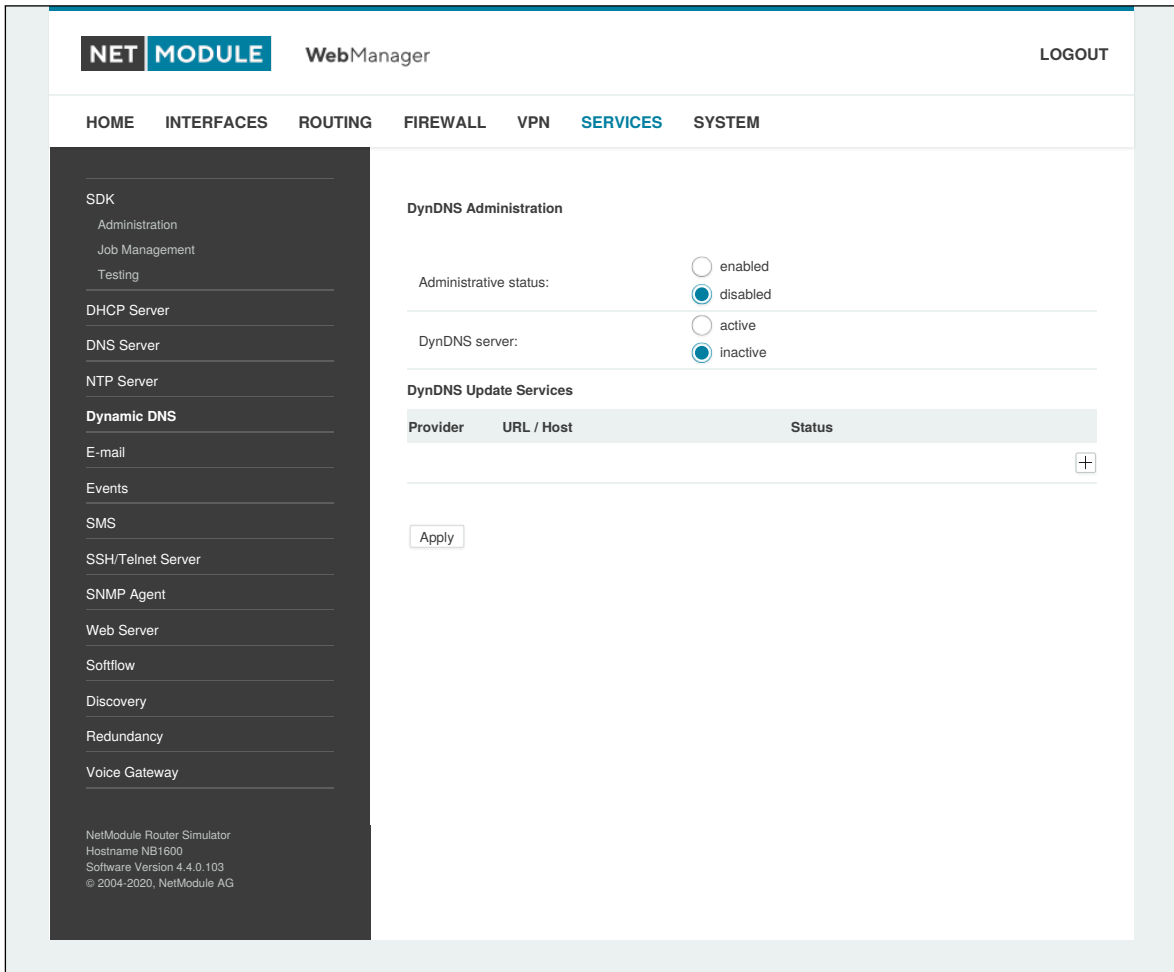 NET MODULE WebManager LOGOUT
HOME INTERFACES ROUTING FIREWALL VPN SERVICES SYSTEM
SDK
Administration
Job Management
Testing
DHCP Server
DNS Server
NTP Server
Dynamic DNS
E-mail
Events
SMS
SSH/Telnet Server
SNMP Agent
Web Server
Softflow
Discovery
Redundancy
Voice Gateway
NetModule Router Simulator
Hostname NB1600
Software Version 4.4.0.103
© 2004-2020, NetModule AG
DynDNS Administration
Administrative status:
enabled
disabled
DynDNS server:
active
inactive
DynDNS Update Services
Provider URL / Host Status
Apply